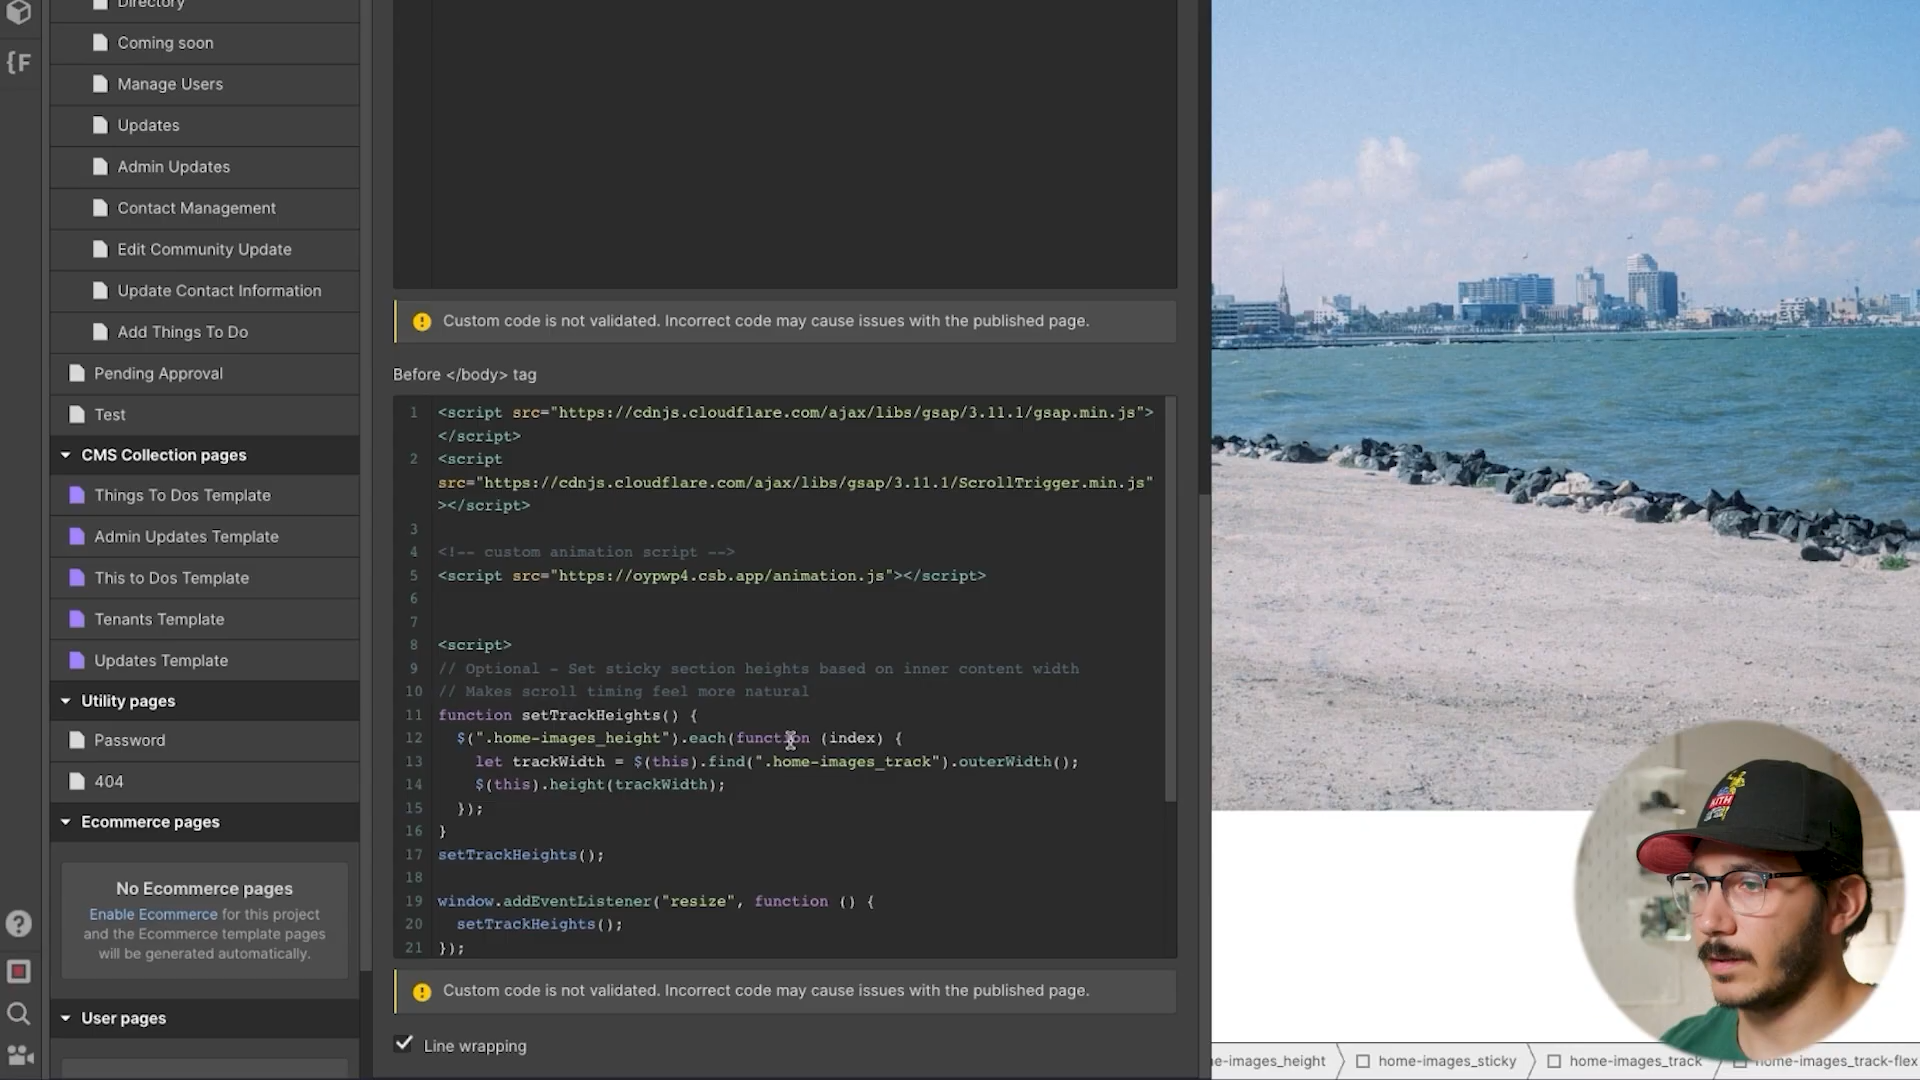 Directory
Coming soon
Manage Users
Updates
Admin Updates
Contact Management
Edit Community Update
Update Contact Information
Add Things To Do
Pending Approval
Test
CMS Collection pages
Things To Dos Template
Admin Updates Template
This to Dos Template
Tenants Template
Updates Template
Utility pages
Password
404
Ecommerce pages
No Ecommerce pages
Enable Ecommerce for this project
and the Ecommerce template pages
will be generated automatically.
User pages
{F
Custom code is not validated. Incorrect code may cause issues with the published page.
Before </body> tag
1 <script src="https://cdnjs.cloudflare.com/ajax/libs/gsap/3.11.1/gsap.min.js">
</script>
2 <script
src="https://cdnjs.cloudflare.com/ajax/libs/gsap/3.11.1/ScrollTrigger.min.js"
></script>
3
4 <!-- custom animation script -->
5 <script src="https://oypwp4.csb.app/animation.js"></script>
6
7
8 <script>
9 // Optional - Set sticky section heights based on inner content width
10 // Makes scroll timing feel more natural
11 function setTrackHeights() {
12 $(".home-images_height").each(function (index) {
13 let trackWidth = $(this).find(".home-images_track").outerWidth();
14 $(this).height(trackWidth);
15 });
16 }
17 setTrackHeights();
18
19 window.addEventListener("resize", function () {
20 setTrackHeights();
21 });
Custom code is not validated. Incorrect code may cause issues with the published page.
Line wrapping
KITH
e-images_height
home-images_sticky
home-images_track
home-images_track-flex